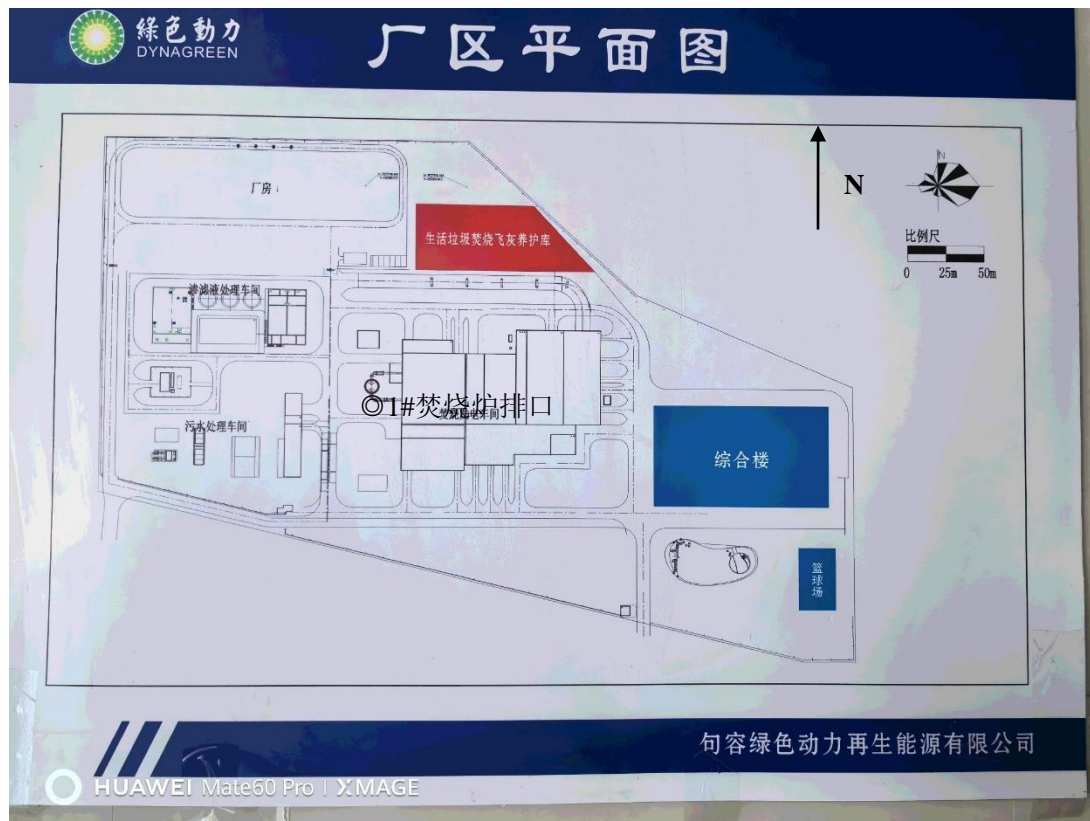 綠色動力
DYNAGREEN
厂区平面图
N
N
厂房
生活垃圾焚烧飞灰养护库
比例尺
0 25m 50m
渗滤液处理车间
◎1#焚烧炉排口
污水处理车间
综合楼
篮球场
句容绿色动力再生能源有限公司
HUAWEI Mate60 Pro | XMAGE